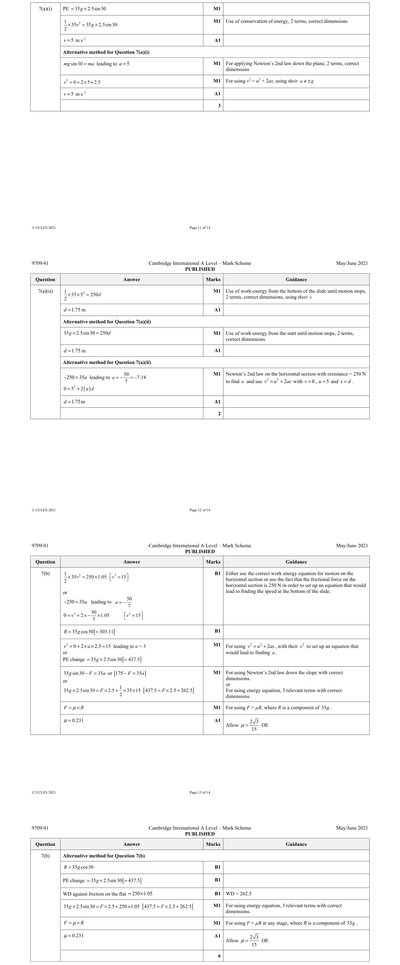 7(a)(i) PE = 35g × 2.5 sin 30 M1
½ × 35v² = 35g × 2.5 sin 30 M1 Use of conservation of energy, 2 terms, correct dimensions
v = 5 m s⁻¹ A1
Alternative method for Question 7(a)(i)
mg sin 30 = ma leading to a = 5 M1 For applying Newton's 2nd law down the plane, 2 terms, correct
dimensions
v² = 0 + 2 × 5 × 2.5 M1 For using v² = u² + 2as, using their a ≠ ± g
v = 5 m s⁻¹ A1
3
© UCLES 2021 Page 11 of 14
9709/41 Cambridge International A Level – Mark Scheme May/June 2021
PUBLISHED
Question Answer Marks Guidance
7(a)(ii) ½ × 35 × 5² = 250d M1 Use of work-energy from the bottom of the slide until motion stops,
2 terms, correct dimensions, using their v
d = 1.75 m A1
Alternative method for Question 7(a)(ii)
35g × 2.5 sin 30 = 250d M1 Use of work-energy from the start until motion stops, 2 terms,
correct dimensions.
d = 1.75 m A1
Alternative method for Question 7(a)(ii)
−250 = 35a leading to a = −50/7 = −7.14 M1 Newton's 2nd law on the horizontal section with resistance = 250 N
to find a and use v² = u² + 2as with v = 0, u = 5 and s = d.
0 = 5² + 2(a)d
d = 1.75 m A1
2
© UCLES 2021 Page 12 of 14
9709/41 Cambridge International A Level – Mark Scheme May/June 2021
PUBLISHED
Question Answer Marks Guidance
7(b) ½ × 35v² = 250 × 1.05 [v² = 15] B1 Either use the correct work energy equation for motion on the
horizontal section or use the fact that the frictional force on the
horizontal section is 250 N in order to set up an equation that would
lead to finding the speed at the bottom of the slide.
or
−250 = 35a leading to a = −50/7
0 = v² + 2 × −50/7 × 1.05 [v² = 15]
R = 35g cos 30 [= 303.11] B1
v² = 0 + 2 × a × 2.5 = 15 leading to a = 3 M1 For using v² = u² + 2as, with their v² to set up an equation that
would lead to finding a.
or
PE change = 35g × 2.5 sin 30 [= 437.5]
35g sin 30 − F = 35a or [175 − F = 35a] M1 For using Newton's 2nd law down the slope with correct
dimensions.
or or
35g × 2.5 sin 30 = F × 2.5 + ½ × 35 × 15 [437.5 = F × 2.5 + 262.5] For using energy equation, 3 relevant terms with correct
dimensions.
F = μ × R M1 For using F = μR, where R is a component of 35g.
μ = 0.231 A1 Allow μ = 2√3/15 OE
© UCLES 2021 Page 13 of 14
9709/41 Cambridge International A Level – Mark Scheme May/June 2021
PUBLISHED
Question Answer Marks Guidance
7(b) Alternative method for Question 7(b)
R = 35g cos 30 B1
PE change = 35g × 2.5 sin 30 [= 437.5] B1
WD against friction on the flat = 250 × 1.05 B1 WD = 262.5
35g × 2.5 sin 30 = F × 2.5 + 250 × 1.05 [437.5 = F × 2.5 + 262.5] M1 For using energy equation, 3 relevant terms with correct
dimensions.
F = μ × R M1 For using F = μR at any stage, where R is a component of 35g.
μ = 0.231 A1 Allow μ = 2√3/15 OE
6